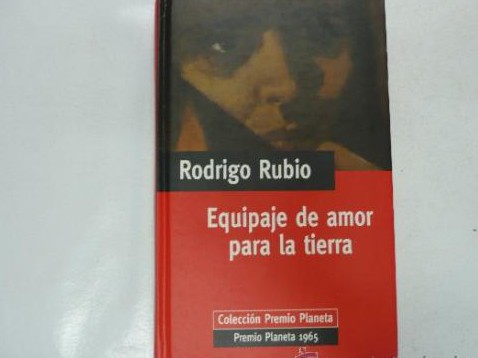 Rodrigo Rubio
Equipaje de amor
para la tierra
Colección Premio Planeta
Premio Planeta 1965